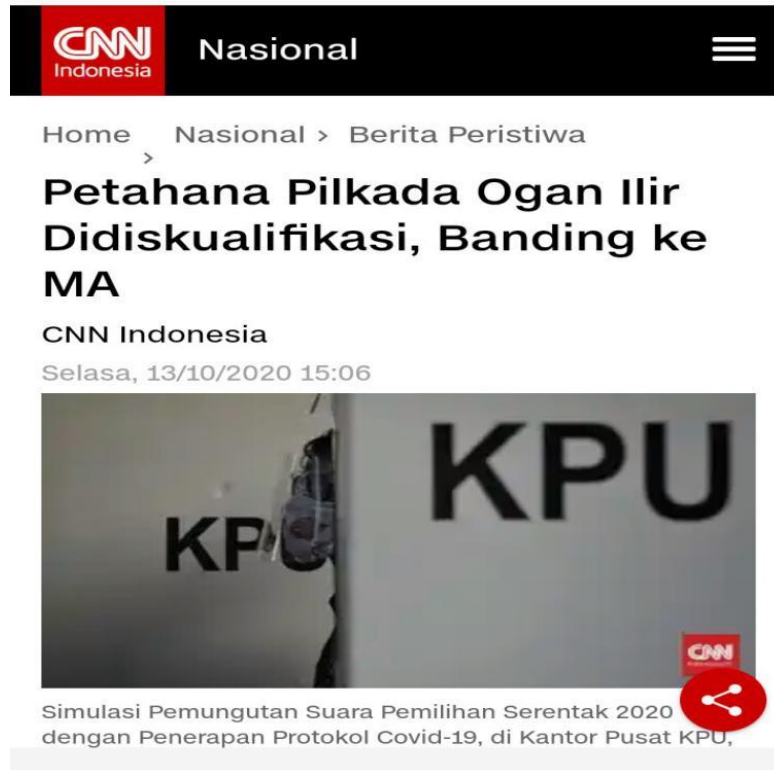 CNN
Indonesia
Nasional
Home Nasional > Berita Peristiwa
>
Petahana Pilkada Ogan Ilir
Didiskualifikasi, Banding ke
MA
CNN Indonesia
Selasa, 13/10/2020 15:06
KPU
KPU
CNN
Simulasi Pemungutan Suara Pemilihan Serentak 2020
dengan Penerapan Protokol Covid-19, di Kantor Pusat KPU,